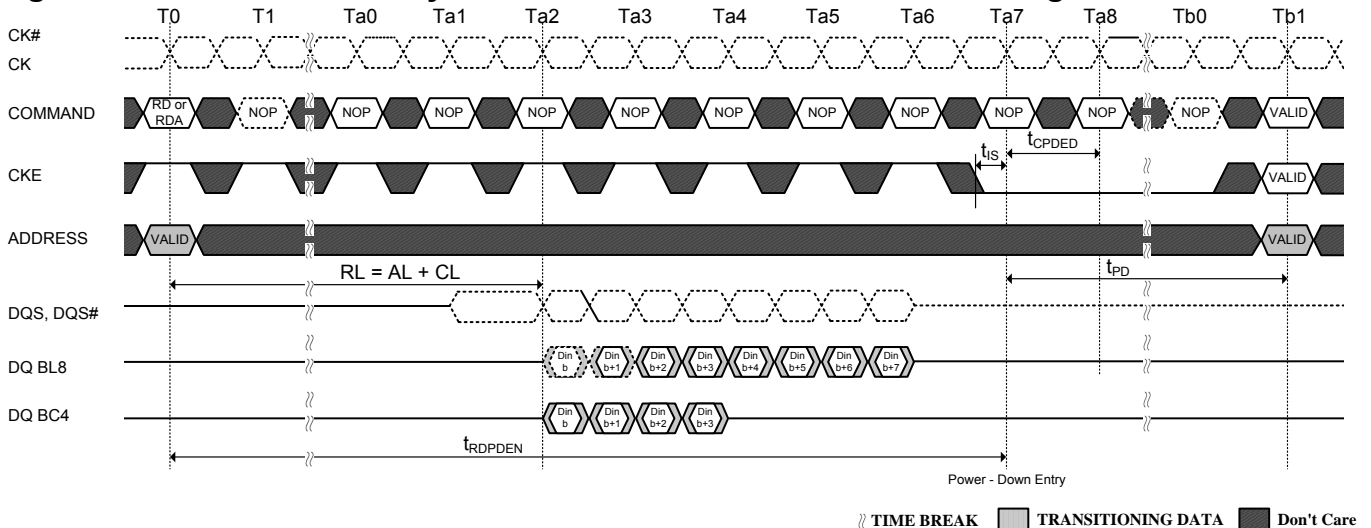 T0 T1 Ta0 Ta1 Ta2 Ta3 Ta4 Ta5 Ta6 Ta7 Ta8 Tb0 Tb1
CK#
CK
COMMAND RD or RDA NOP NOP NOP NOP NOP NOP NOP NOP NOP NOP NOP VALID
tIS tCPDED
CKE VALID
ADDRESS VALID VALID
RL = AL + CL tPD
DQS, DQS#
DQ BL8 Din b Din b+1 Din b+2 Din b+3 Din b+4 Din b+5 Din b+6 Din b+7
DQ BC4 Din b Din b+1 Din b+2 Din b+3
tRDPDEN
Power - Down Entry
TIME BREAK TRANSITIONING DATA Don't Care